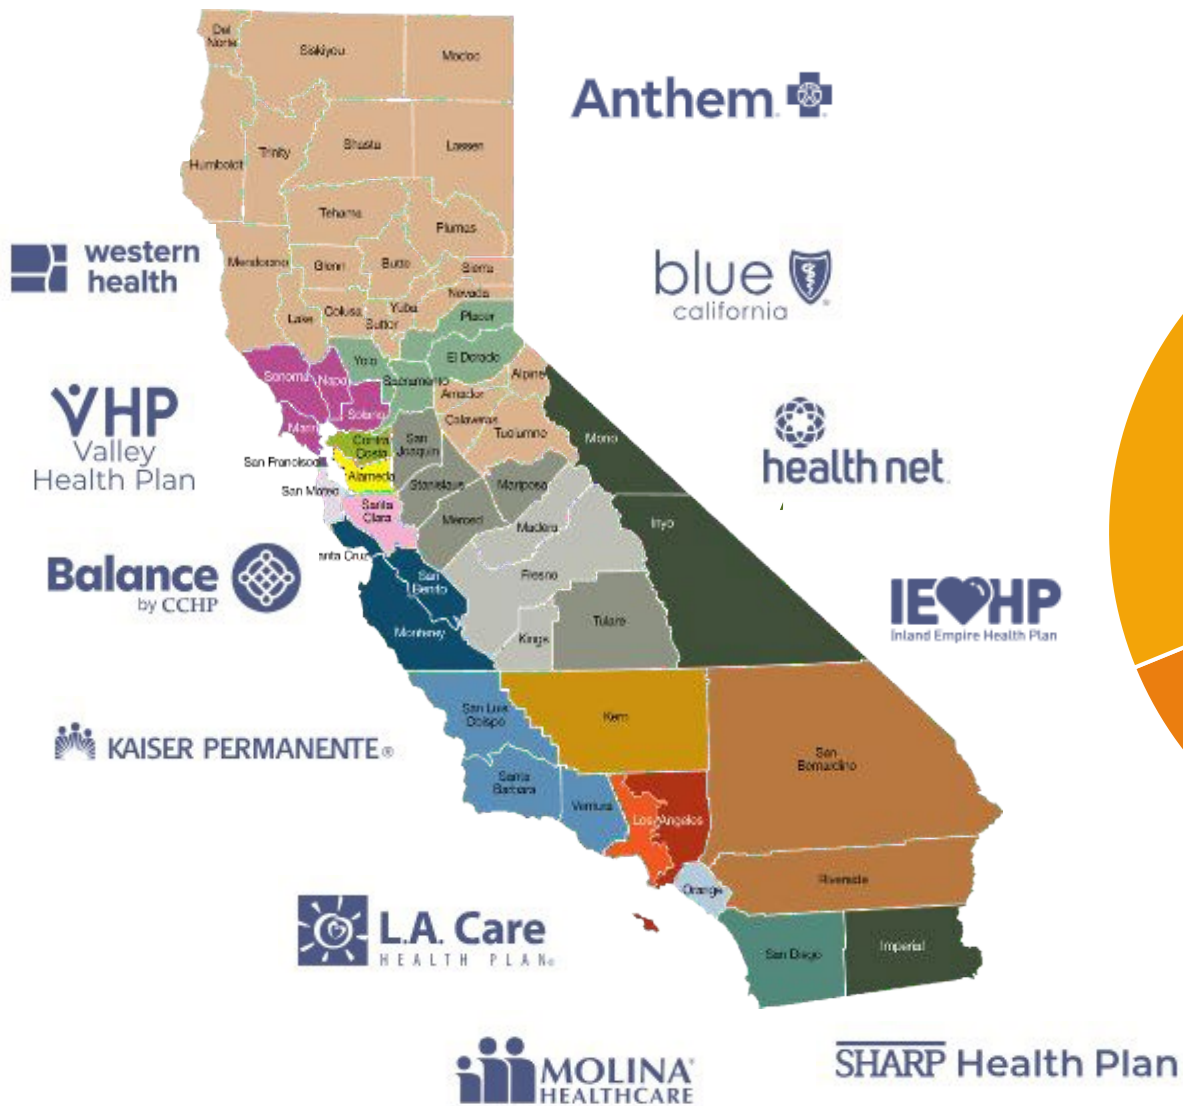 Del
Norte
Siskiyou
Modoc
Anthem
Humboldt
Trinity
Shasta
Lassen
Tehama
Plumas
western
health
Mendocino
Glenn
Butte
Sierra
blue
california
Nevada
Lake
Colusa
Sutter
Yuba
Placer
El Dorado
Yolo
Sacramento
Alpine
Sonoma
Napa
Solano
Marin
Amador
Calaveras
Tuolumne
Mono
VHP
Valley
Health Plan
Contra
Costa
San
Joaquin
San Francisco
Alameda
health net
San Mateo
Stanislaus
Mariposa
Santa
Clara
Merced
Madera
Inyo
anta Cruz
Balance
by CCHP
San
Benito
Fresno
IEHP
Inland Empire Health Plan
Monterey
Kings
Tulare
San Luis
Obispo
Kern
KAISER PERMANENTE®
San
Bernardino
Santa
Barbara
Ventura
Los Angeles
Orange
Riverside
L.A. Care
HEALTH PLAN®
San Diego
Imperial
MOLINA®
HEALTHCARE
SHARP Health Plan